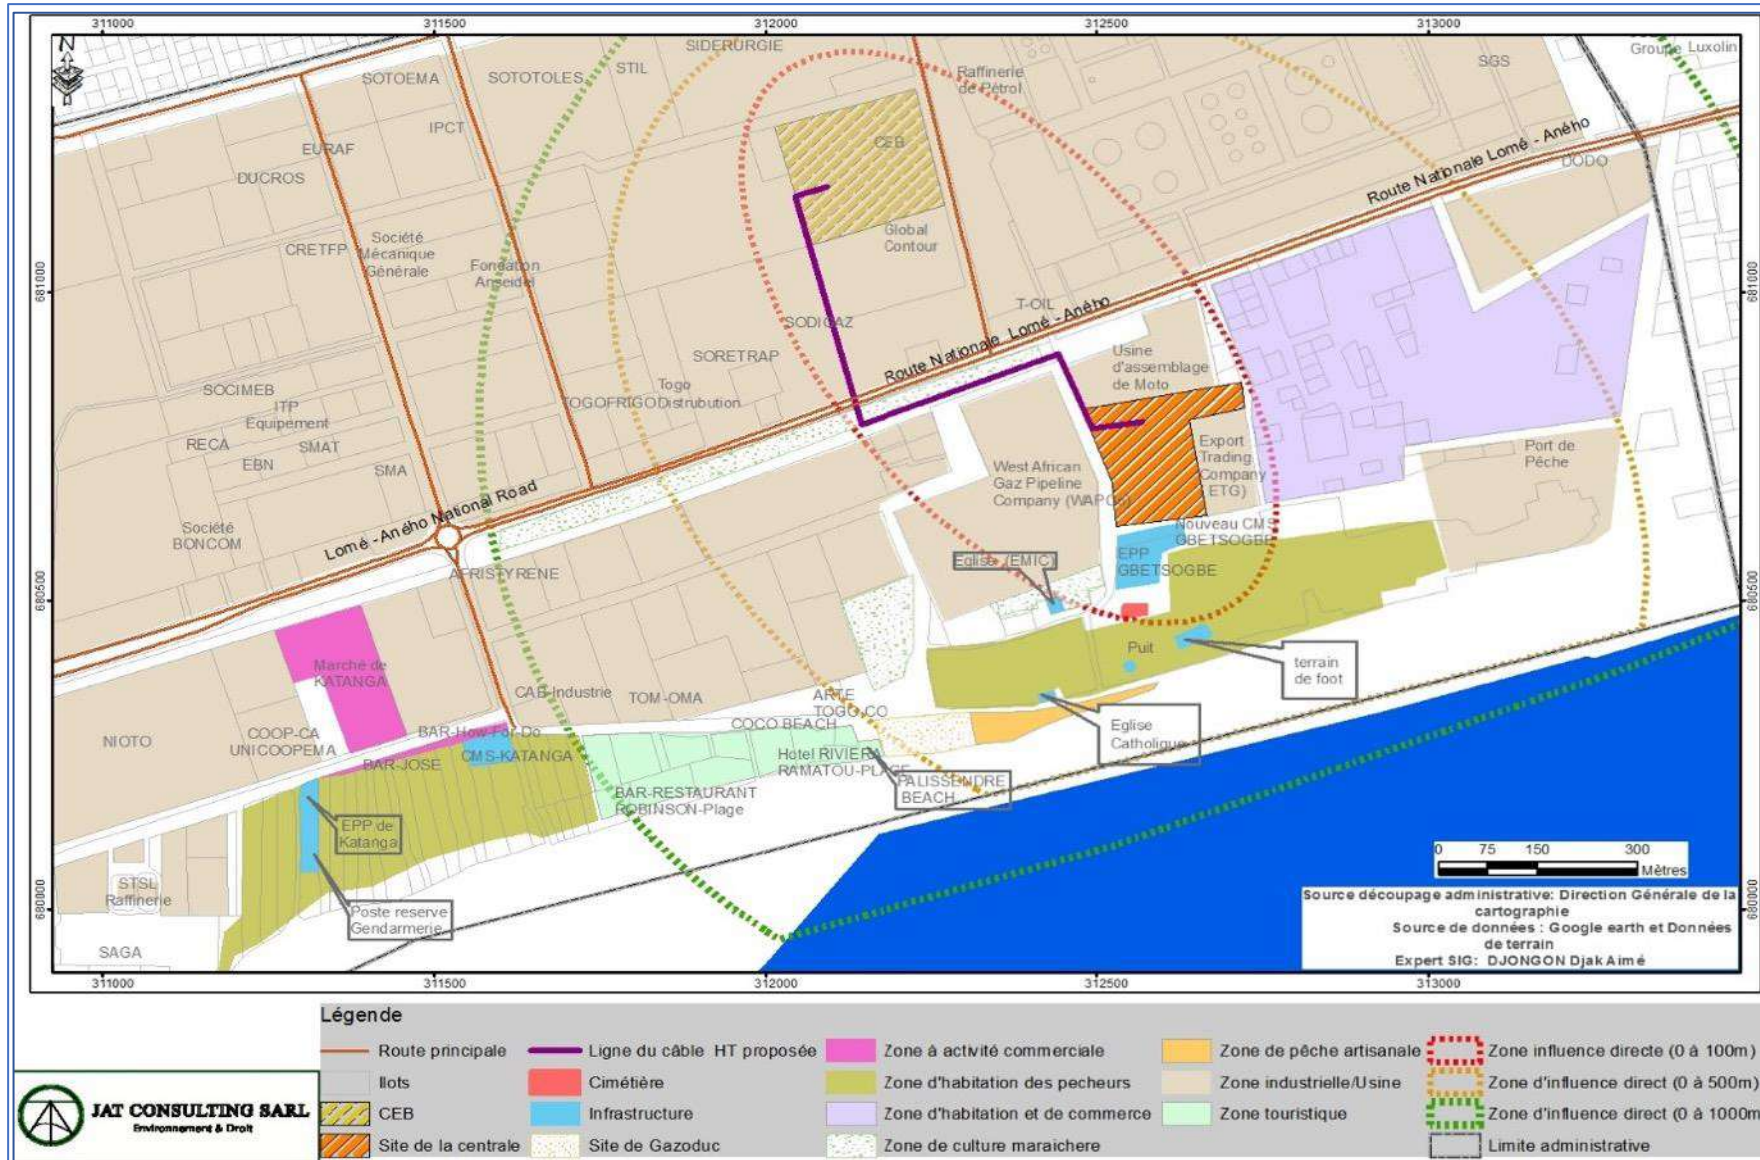 311000 311500 312000 312500 313000
N
SIDERURGIE
Groupe Luxolin
SOTOEMA
SOTOTOLES
STIL
SGS
Raffinerie
de Pétrol
IPCT
EURAF
CEB
DUCROS
DODO
Route Nationale Lomé - Aného
CRETFP
Société
Mécanique
Générale
Global
Contour
Fondation
Anseidel
681000
681000
T-OIL
SODIGAZ
Route Nationale Lomé - Aného
SORETRAP
Usine
d'assemblage
de Moto
SOCIMEB
ITP
Equipement
Togo
TOGOFRIGODistrubution
RECA
SMAT
EBN
SMA
Export
Trading
Company
(ETG)
Port de
Pêche
West African
Gaz Pipeline
Company (WAPCo)
Lomé - Aného National Road
Société
BONCOM
Nouveau CMS
GBETSOGBE
EPP
GBETSOGBE
Eglise (EMIC)
AFRISTYRENE
680500
680500
Puit
terrain
de foot
Marché de
KATANGA
CAB-Industrie
TOM-OMA
ARTE
TOGO.CO
COCO BEACH
Eglise
Catholique
NIOTO
COOP-CA
UNICOOPEMA
BAR-How-For-Do
CMS-KATANGA
BAR-JOSE
Hotel RIVIERA
RAMATOU-PLAGE
PALISSENDRE
BEACH
BAR-RESTAURANT
ROBINSON-Plage
EPP de
Katanga
0 75 150 300
Mètres
STSL
Raffinerie
Poste reserve
Gendarmerie
680000
680000
SAGA
Source découpage administrative: Direction Générale de la
cartographie
Source de données : Google earth et Données
de terrain
Expert SIG: DJONGON Djak Aimé
311000 311500 312000 312500 313000
Légende
Route principale
Ligne du câble HT proposée
Zone à activité commerciale
Zone de pêche artisanale
Zone influence directe (0 à 100m)
Ilots
Cimétière
Zone d'habitation des pecheurs
Zone industrielle/Usine
Zone d'influence direct (0 à 500m)
CEB
Infrastructure
Zone d'habitation et de commerce
Zone touristique
Zone d'influence direct (0 à 1000m
Site de la centrale
Site de Gazoduc
Zone de culture maraichere
Limite administrative
JAT CONSULTING SARL
Environnement & Droit